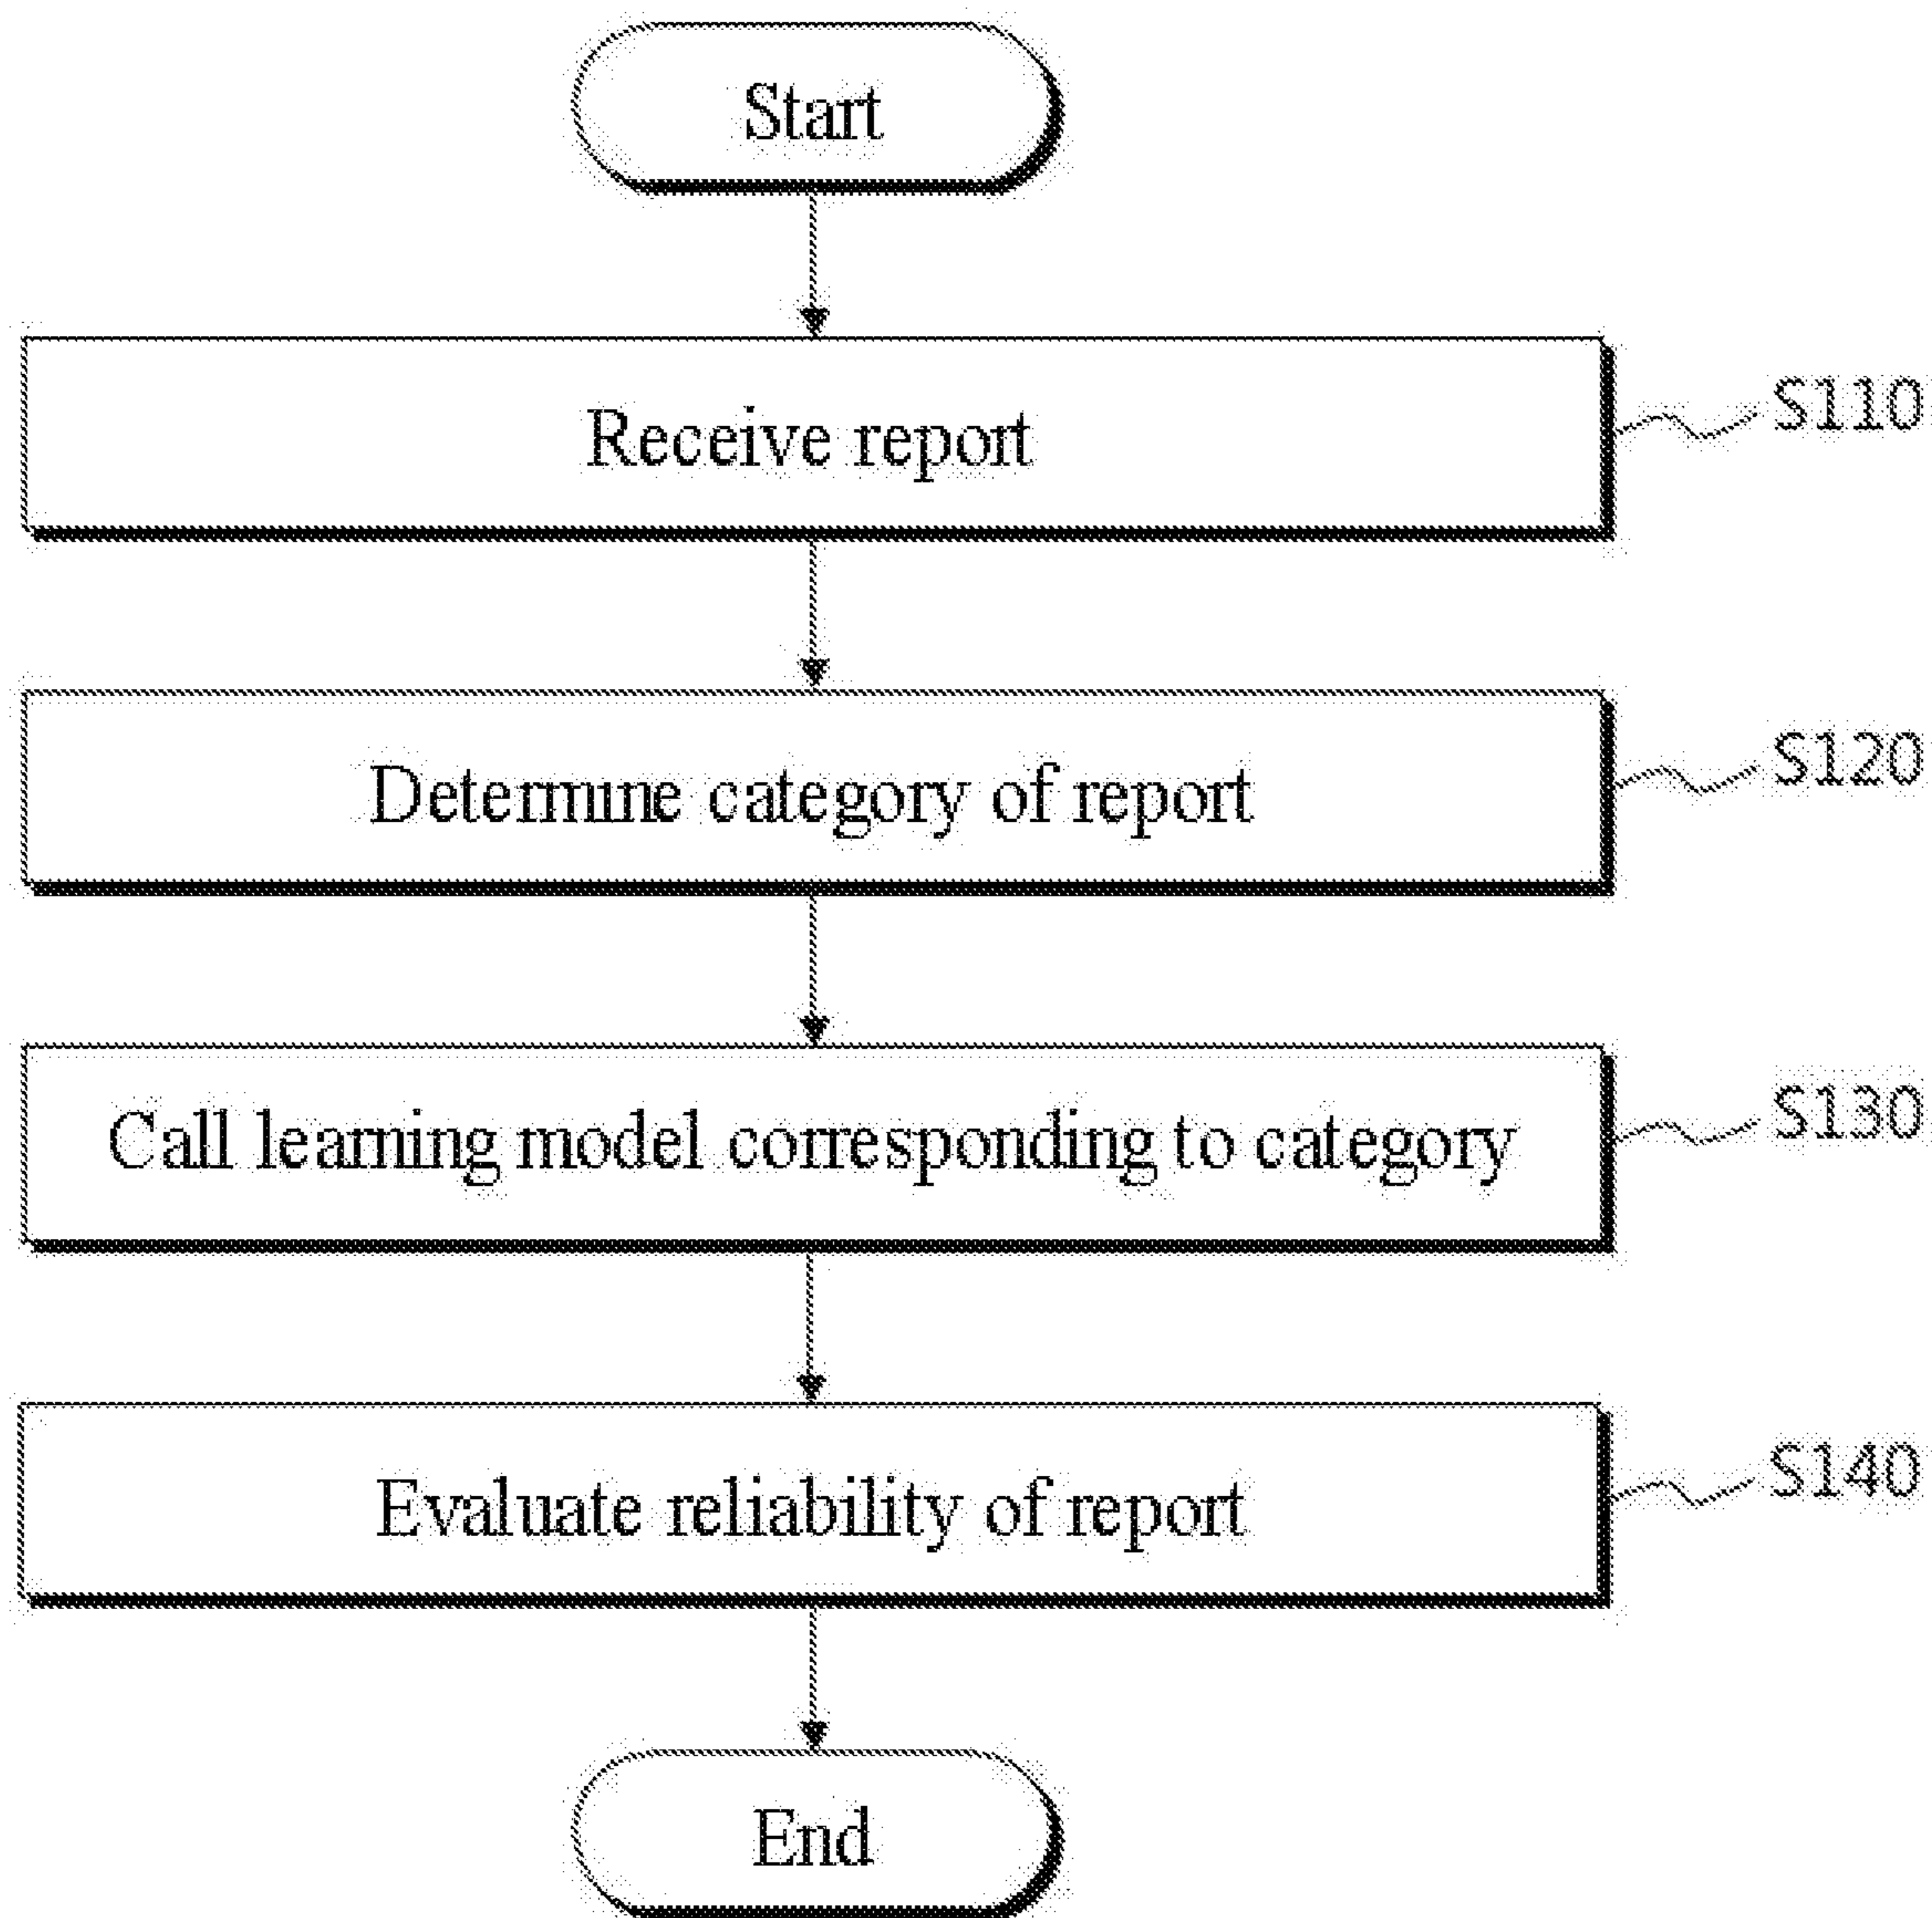 Start
Receive report
S110
Determine category of report
S120
Call learning model corresponding to category
S130
Evaluate reliability of report
S140
End